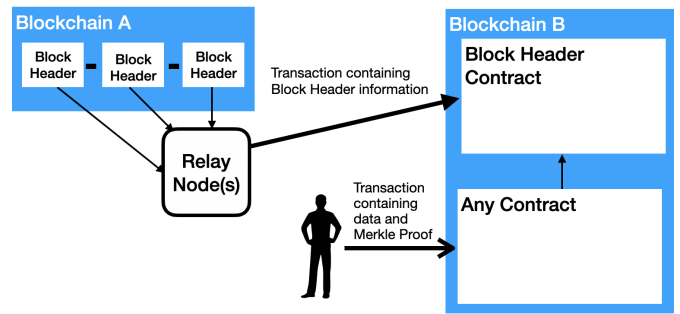 Blockchain A
Block
Header
Block
Header
Block
Header
Relay
Node(s)
Transaction containing
Block Header information
Transaction
containing
data and
Merkle Proof
Blockchain B
Block Header
Contract
Any Contract